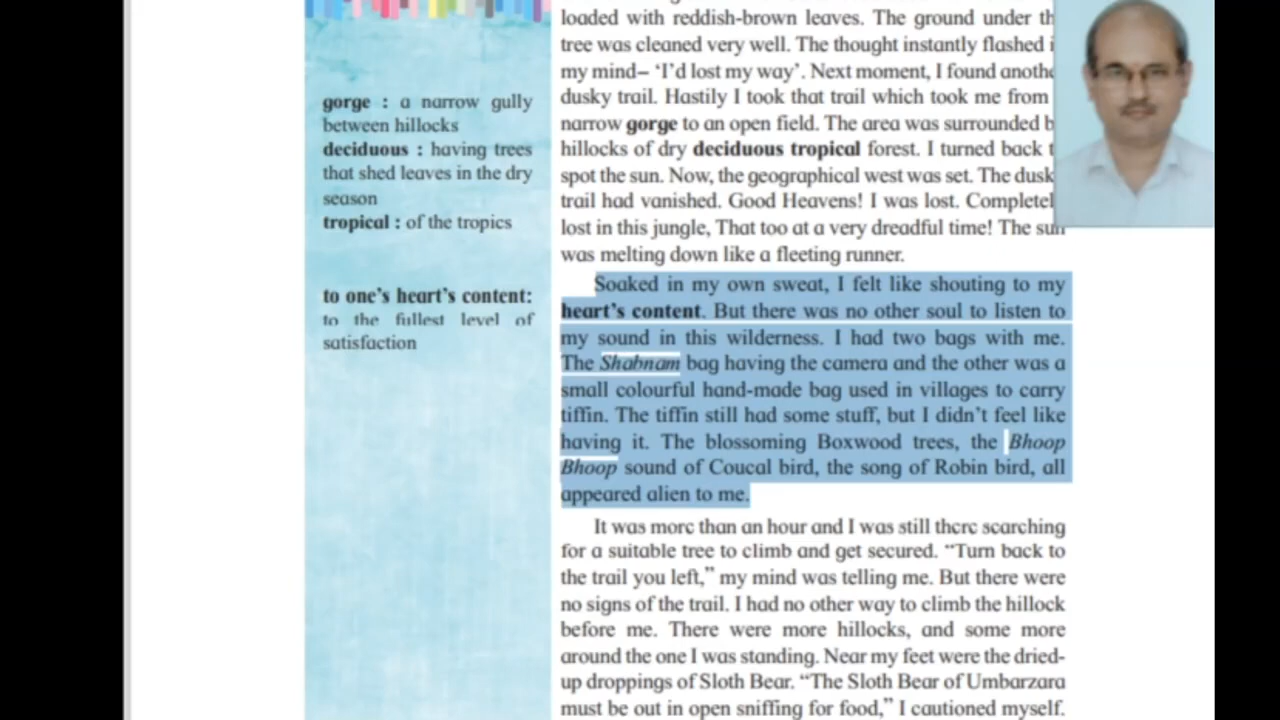 gorge : a narrow gully
between hillocks
deciduous : having trees
that shed leaves in the dry
season
tropical : of the tropics
to one's heart's content:
to the fullest level of
satisfaction
loaded with reddish-brown leaves. The ground under th
tree was cleaned very well. The thought instantly flashed i
my mind– ‘I’d lost my way’. Next moment, I found anothe
dusky trail. Hastily I took that trail which took me from
narrow gorge to an open field. The area was surrounded b
hillocks of dry deciduous tropical forest. I turned back t
spot the sun. Now, the geographical west was set. The dusk
trail had vanished. Good Heavens! I was lost. Completel
lost in this jungle, That too at a very dreadful time! The sun
was melting down like a fleeting runner.
Soaked in my own sweat, I felt like shouting to my
heart's content. But there was no other soul to listen to
my sound in this wilderness. I had two bags with me.
The Shabnam bag having the camera and the other was a
small colourful hand-made bag used in villages to carry
tiffin. The tiffin still had some stuff, but I didn't feel like
having it. The blossoming Boxwood trees, the Bhoop
Bhoop sound of Coucal bird, the song of Robin bird, all
appeared alien to me.
It was more than an hour and I was still there searching
for a suitable tree to climb and get secured. “Turn back to
the trail you left,” my mind was telling me. But there were
no signs of the trail. I had no other way to climb the hillock
before me. There were more hillocks, and some more
around the one I was standing. Near my feet were the dried-
up droppings of Sloth Bear. “The Sloth Bear of Umbarzara
must be out in open sniffing for food,” I cautioned myself.